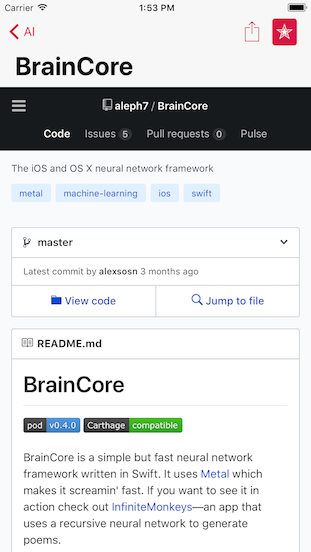 Carrier 1:53 PM
AI
BrainCore
aleph7 / BrainCore
Code Issues 5 Pull requests 0 Pulse
The iOS and OS X neural network framework
metal machine-learning ios swift
master
Latest commit by alexsosn 3 months ago
View code Jump to file
README.md
BrainCore
pod v0.4.0 Carthage compatible
BrainCore is a simple but fast neural network
framework written in Swift. It uses Metal which
makes it screamin' fast. If you want to see it in
action check out InfiniteMonkeys—an app that
uses a recursive neural network to generate
poems.